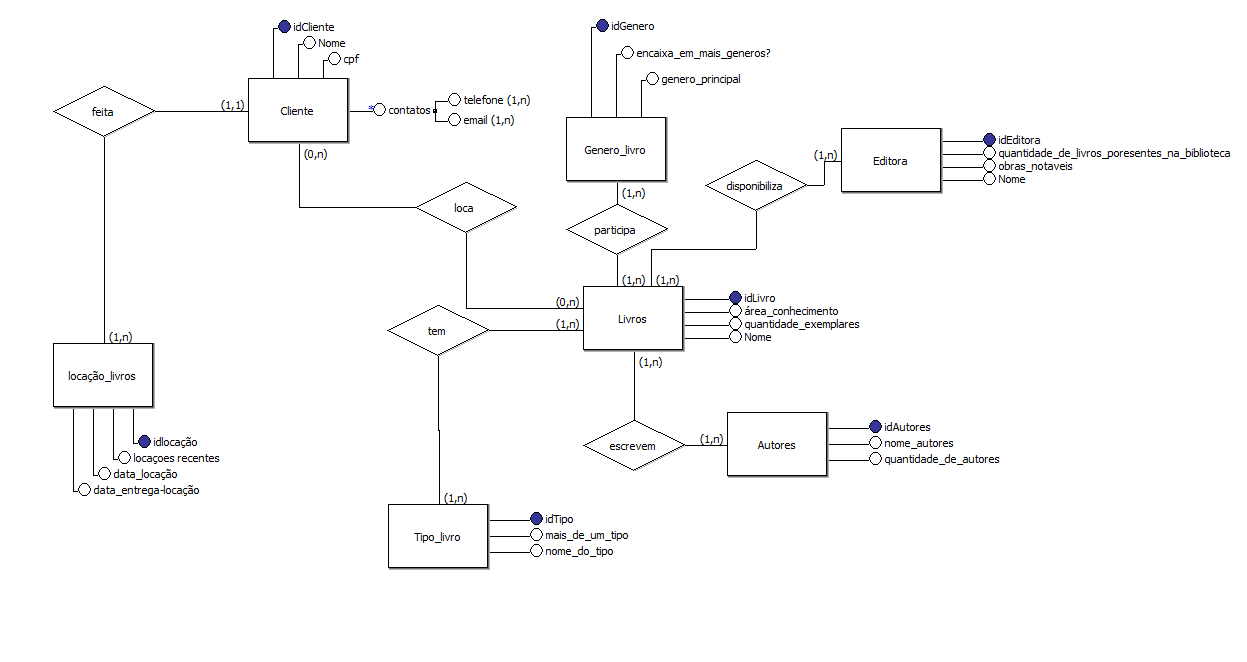 idCliente
Nome
cpf
feita
(1,1)
Cliente
*
contatos
telefone (1,n)
email (1,n)
(0,n)
idGenero
encaixa_em_mais_generos?
genero_principal
Genero_livro
(1,n)
(1,n)
Editora
idEditora
quantidade_de_livros_poresentes_na_biblioteca
obras_notaveis
Nome
disponibiliza
loca
participa
(1,n)
(1,n)
(0,n)
(1,n)
Livros
idLivro
área_conhecimento
quantidade_exemplares
Nome
tem
(1,n)
(1,n)
locação_livros
idlocação
locaçoes recentes
data_locação
data_entrega-locação
escrevem
(1,n)
Autores
idAutores
nome_autores
quantidade_de_autores
(1,n)
Tipo_livro
idTipo
mais_de_um_tipo
nome_do_tipo